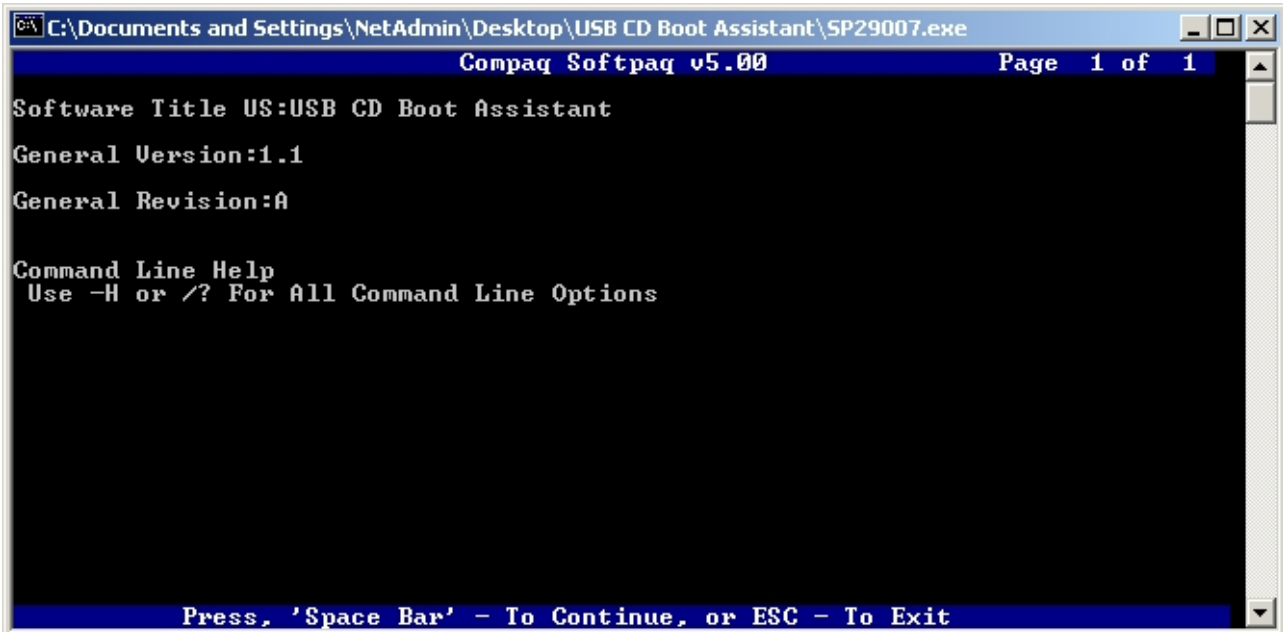 C:\Documents and Settings\NetAdmin\Desktop\USB CD Boot Assistant\SP29007.exe
Compaq Softpaq v5.00 Page 1 of 1
Software Title US:USB CD Boot Assistant
General Version:1.1
General Revision:A
Command Line Help
Use -H or /? For All Command Line Options
Press, 'Space Bar' - To Continue, or ESC - To Exit